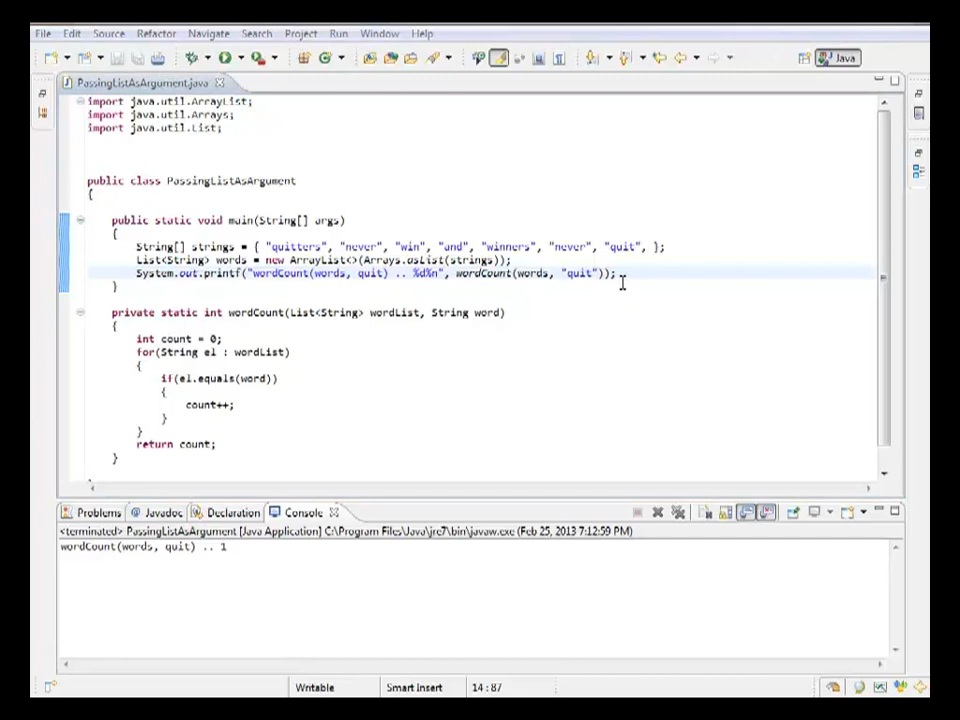 File Edit Source Refactor Navigate Search Project Run Window Help
Java
PassingListAsArgument.java
import java.util.ArrayList;
import java.util.Arrays;
import java.util.List;
public class PassingListAsArgument
{
public static void main(String[] args)
{
String[] strings = { "quitters", "never", "win", "and", "winners", "never", "quit", };
List<String> words = new ArrayList<>(Arrays.asList(strings));
System.out.printf("wordCount(words, quit) .. %d%n", wordCount(words, "quit"));
}
private static int wordCount(List<String> wordList, String word)
{
int count = 0;
for(String el : wordList)
{
if(el.equals(word))
{
count++;
}
}
return count;
}
Problems @ Javadoc Declaration Console
<terminated> PassingListAsArgument [Java Application] C:\Program Files\Java\jre7\bin\javaw.exe (Feb 25, 2013 7:12:59 PM)
wordCount(words, quit) .. 1
Writable Smart Insert 14 : 87